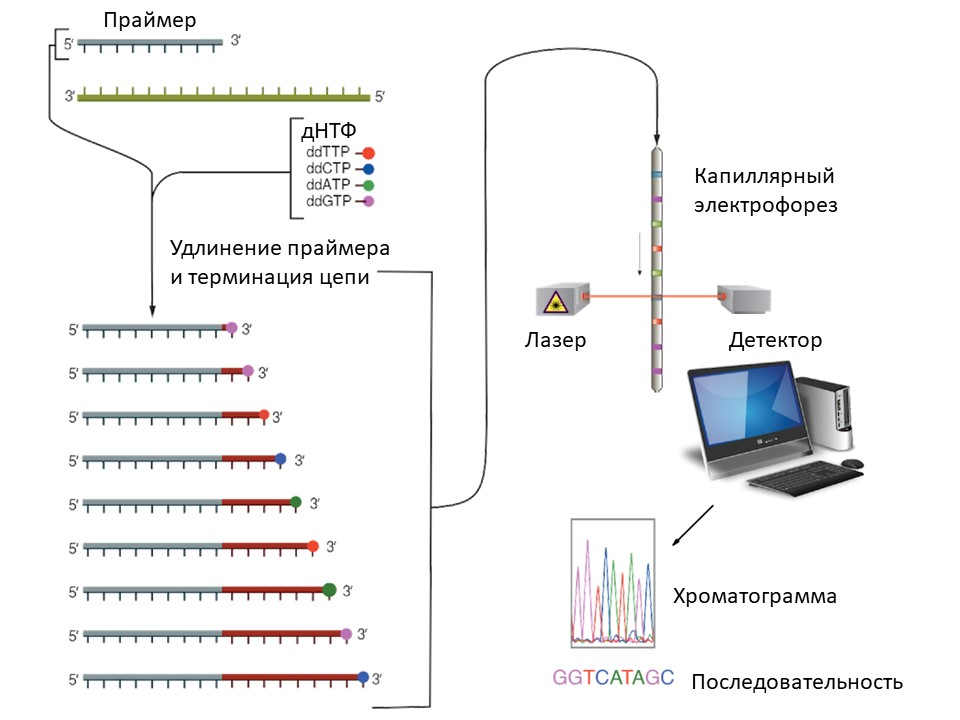 Праймер
5′ 3′
3′ 5′
дНТФ
ddTTP
ddCTP
ddATP
ddGTP
Удлинение праймера
и терминация цепи
5′ 3′
5′ 3′
5′ 3′
5′ 3′
5′ 3′
5′ 3′
5′ 3′
5′ 3′
5′ 3′
Капиллярный
электрофорез
Лазер
Детектор
Хроматограмма
GGTCATAGC
Последовательность